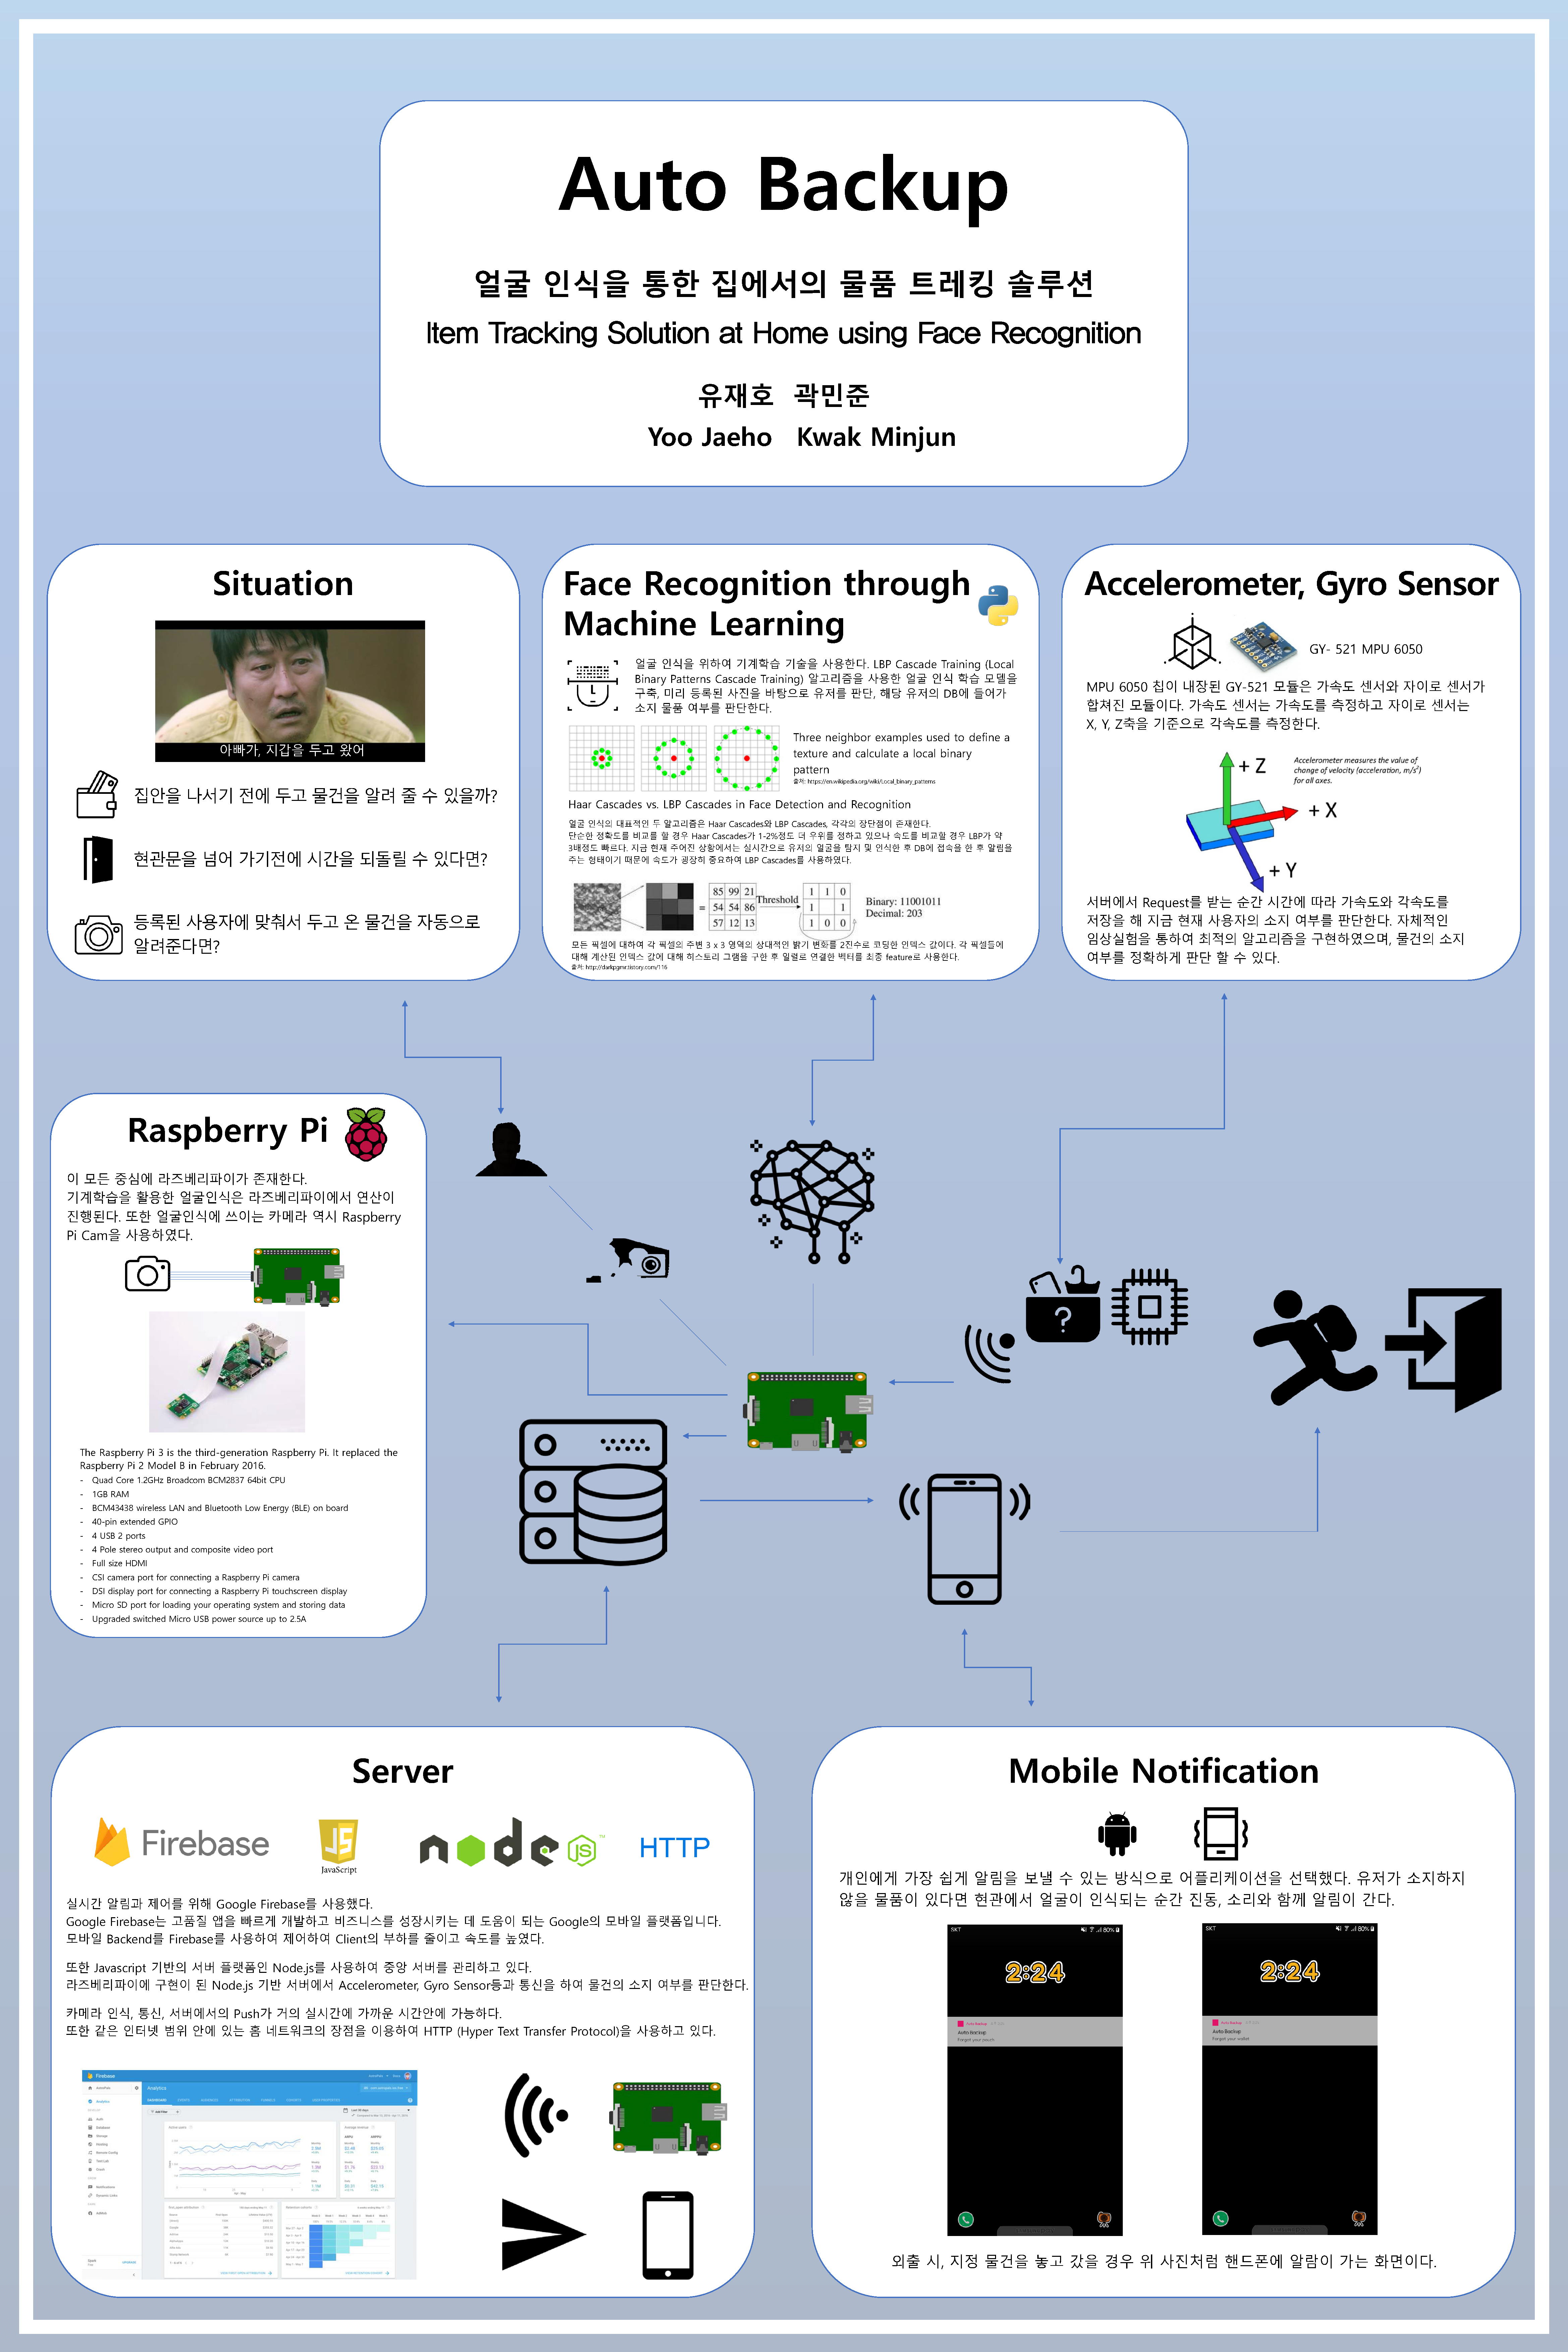 Auto Backup
얼굴 인식을 통한 집에서의 물품 트레킹 솔루션
Item Tracking Solution at Home using Face Recognition
유재호 곽민준
Yoo Jaeho Kwak Minjun
Situation
아빠가, 지갑을 두고 왔어
집안을 나서기 전에 두고 물건을 알려 줄 수 있을까?
현관문을 넘어 가기전에 시간을 되돌릴 수 있다면?
등록된 사용자에 맞춰서 두고 온 물건을 자동으로
알려준다면?
Face Recognition through
Machine Learning
얼굴 인식을 위하여 기계학습 기술을 사용한다. LBP Cascade Training (Local
Binary Patterns Cascade Training) 알고리즘을 사용한 얼굴 인식 학습 모델을
구축, 미리 등록된 사진을 바탕으로 유저를 판단, 해당 유저의 DB에 들어가
소지 물품 여부를 판단한다.
Three neighbor examples used to define a
texture and calculate a local binary
pattern
출처: https://en.wikipedia.org/wiki/Local_binary_patterns
Haar Cascades vs. LBP Cascades in Face Detection and Recognition
얼굴 인식의 대표적인 두 알고리즘은 Haar Cascades와 LBP Cascades, 각각의 장단점이 존재한다.
단순한 정확도를 비교를 할 경우 Haar Cascades가 1-2%정도 더 우위를 정하고 있으나 속도를 비교할 경우 LBP가 약
3배정도 빠르다. 지금 현재 주어진 상황에서는 실시간으로 유저의 얼굴을 탐지 및 인식한 후 DB에 접속을 한 후 알림을
주는 형태이기 때문에 속도가 굉장히 중요하여 LBP Cascades를 사용하였다.
85 99 21
54 54 86
57 12 13
=
Threshold
1 1 0
1 1
1 0 0
Binary: 11001011
Decimal: 203
모든 픽셀에 대하여 각 픽셀의 주변 3 x 3 영역의 상대적인 밝기 변화를 2진수로 코딩한 인덱스 값이다. 각 픽셀들에
대해 계산된 인덱스 값에 대해 히스토리 그램을 구한 후 일렬로 연결한 벡터를 최종 feature로 사용한다.
출처: http://darkpgmr.tistory.com/116
Accelerometer, Gyro Sensor
GY- 521 MPU 6050
MPU 6050 칩이 내장된 GY-521 모듈은 가속도 센서와 자이로 센서가
합쳐진 모듈이다. 가속도 센서는 가속도를 측정하고 자이로 센서는
X, Y, Z축을 기준으로 각속도를 측정한다.
+ Z
+ X
+ Y
Accelerometer measures the value of
change of velocity (acceleration, m/s²)
for all axes.
서버에서 Request를 받는 순간 시간에 따라 가속도와 각속도를
저장을 해 지금 현재 사용자의 소지 여부를 판단한다. 자체적인
임상실험을 통하여 최적의 알고리즘을 구현하였으며, 물건의 소지
여부를 정확하게 판단 할 수 있다.
Raspberry Pi
이 모든 중심에 라즈베리파이가 존재한다.
기계학습을 활용한 얼굴인식은 라즈베리파이에서 연산이
진행된다. 또한 얼굴인식에 쓰이는 카메라 역시 Raspberry
Pi Cam을 사용하였다.
The Raspberry Pi 3 is the third-generation Raspberry Pi. It replaced the
Raspberry Pi 2 Model B in February 2016.
- Quad Core 1.2GHz Broadcom BCM2837 64bit CPU
- 1GB RAM
- BCM43438 wireless LAN and Bluetooth Low Energy (BLE) on board
- 40-pin extended GPIO
- 4 USB 2 ports
- 4 Pole stereo output and composite video port
- Full size HDMI
- CSI camera port for connecting a Raspberry Pi camera
- DSI display port for connecting a Raspberry Pi touchscreen display
- Micro SD port for loading your operating system and storing data
- Upgraded switched Micro USB power source up to 2.5A
?
Server
Firebase
JS
JavaScript
node
JS
HTTP
실시간 알림과 제어를 위해 Google Firebase를 사용했다.
Google Firebase는 고품질 앱을 빠르게 개발하고 비즈니스를 성장시키는 데 도움이 되는 Google의 모바일 플랫폼입니다.
모바일 Backend를 Firebase를 사용하여 제어하여 Client의 부하를 줄이고 속도를 높였다.
또한 Javascript 기반의 서버 플랫폼인 Node.js를 사용하여 중앙 서버를 관리하고 있다.
라즈베리파이에 구현이 된 Node.js 기반 서버에서 Accelerometer, Gyro Sensor등과 통신을 하여 물건의 소지 여부를 판단한다.
카메라 인식, 통신, 서버에서의 Push가 거의 실시간에 가까운 시간안에 가능하다.
또한 같은 인터넷 범위 안에 있는 홈 네트워크의 장점을 이용하여 HTTP (Hyper Text Transfer Protocol)을 사용하고 있다.
Firebase
Analytics
Mobile Notification
개인에게 가장 쉽게 알림을 보낼 수 있는 방식으로 어플리케이션을 선택했다. 유저가 소지하지
않을 물품이 있다면 현관에서 얼굴이 인식되는 순간 진동, 소리와 함께 알림이 간다.
SKT
80%
2:24
Auto Backup
Auto Backup
Forgot your pouch
SKT
80%
2:24
Auto Backup
Auto Backup
Forgot your wallet
외출 시, 지정 물건을 놓고 갔을 경우 위 사진처럼 핸드폰에 알람이 가는 화면이다.